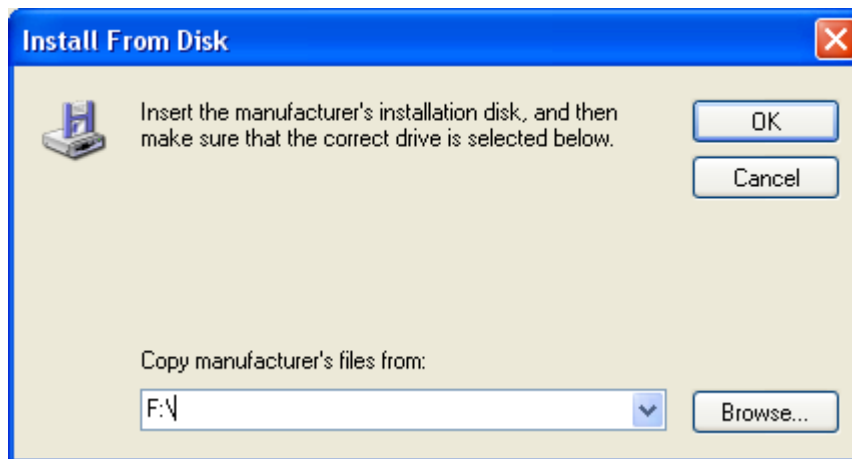 Install From Disk
Insert the manufacturer's installation disk, and then
make sure that the correct drive is selected below.
OK
Cancel
Copy manufacturer's files from:
F:\
Browse...